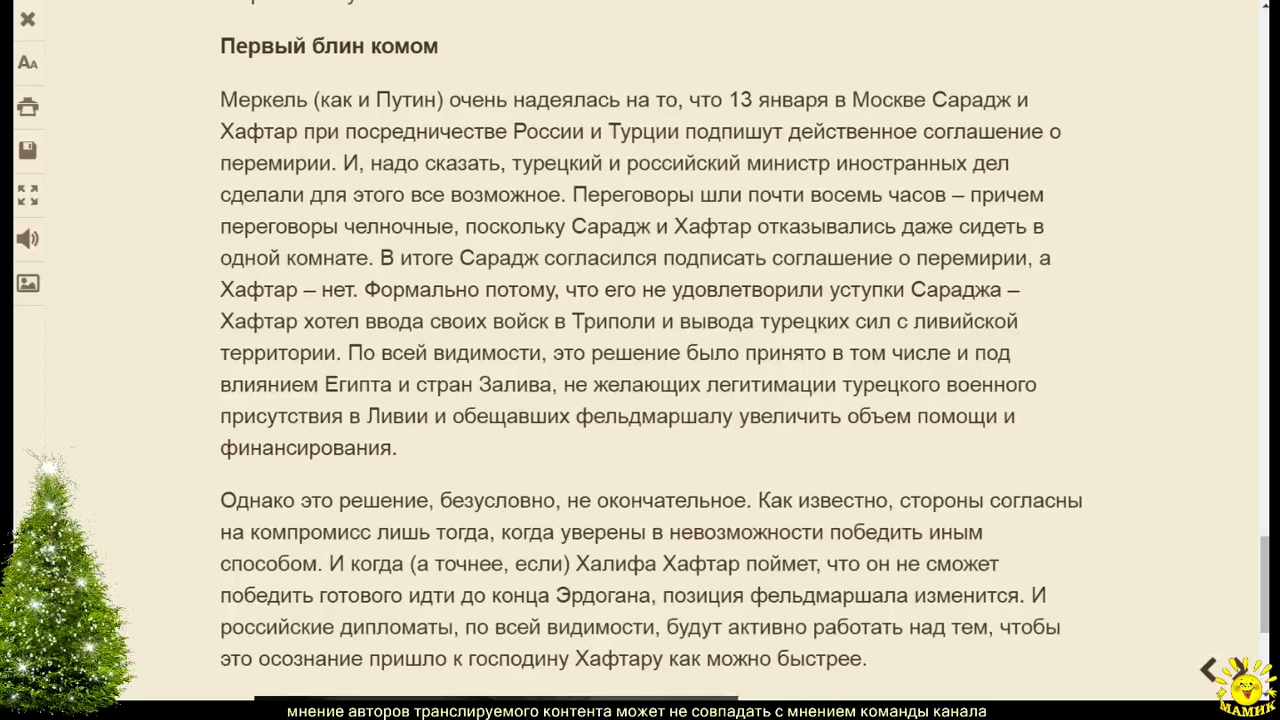 Первый блин комом
Меркель (как и Путин) очень надеялась на то, что 13 января в Москве Сарадж и
Хафтар при посредничестве России и Турции подпишут действенное соглашение о
перемирии. И, надо сказать, турецкий и российский министр иностранных дел
сделали для этого все возможное. Переговоры шли почти восемь часов – причем
переговоры челночные, поскольку Сарадж и Хафтар отказывались даже сидеть в
одной комнате. В итоге Сарадж согласился подписать соглашение о перемирии, а
Хафтар – нет. Формально потому, что его не удовлетворили уступки Сараджа –
Хафтар хотел ввода своих войск в Триполи и вывода турецких сил с ливийской
территории. По всей видимости, это решение было принято в том числе и под
влиянием Египта и стран Залива, не желающих легитимации турецкого военного
присутствия в Ливии и обещавших фельдмаршалу увеличить объем помощи и
финансирования.
Однако это решение, безусловно, не окончательное. Как известно, стороны согласны
на компромисс лишь тогда, когда уверены в невозможности победить иным
способом. И когда (а точнее, если) Халифа Хафтар поймет, что он не сможет
победить готового идти до конца Эрдогана, позиция фельдмаршала изменится. И
российские дипломаты, по всей видимости, будут активно работать над тем, чтобы
это осознание пришло к господину Хафтару как можно быстрее.
МАМИК
мнение авторов транслируемого контента может не совпадать с мнением команды канала